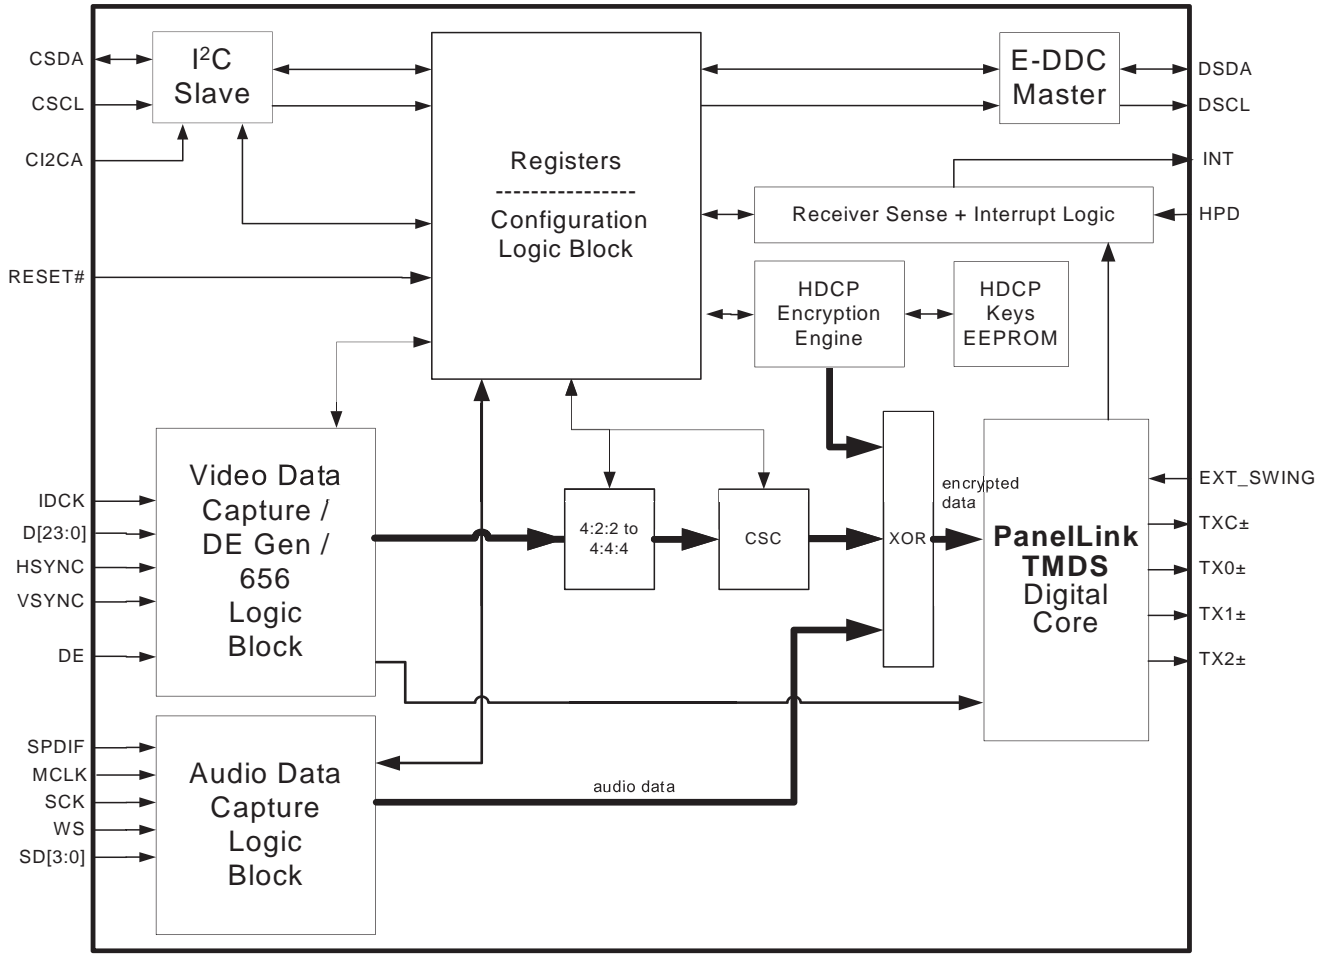 CSDA
CSCL
CI2CA
RESET#
I²C
Slave
Registers
Configuration
Logic Block
E-DDC
Master
DSDA
DSCL
INT
HPD
Receiver Sense + Interrupt Logic
HDCP
Encryption
Engine
HDCP
Keys
EEPROM
IDCK
D[23:0]
HSYNC
VSYNC
DE
Video Data
Capture /
DE Gen /
656
Logic
Block
4:2:2 to
4:4:4
CSC
XOR
encrypted
data
PanelLink
TMDS
Digital
Core
EXT_SWING
TXC±
TX0±
TX1±
TX2±
SPDIF
MCLK
SCK
WS
SD[3:0]
Audio Data
Capture
Logic
Block
audio data